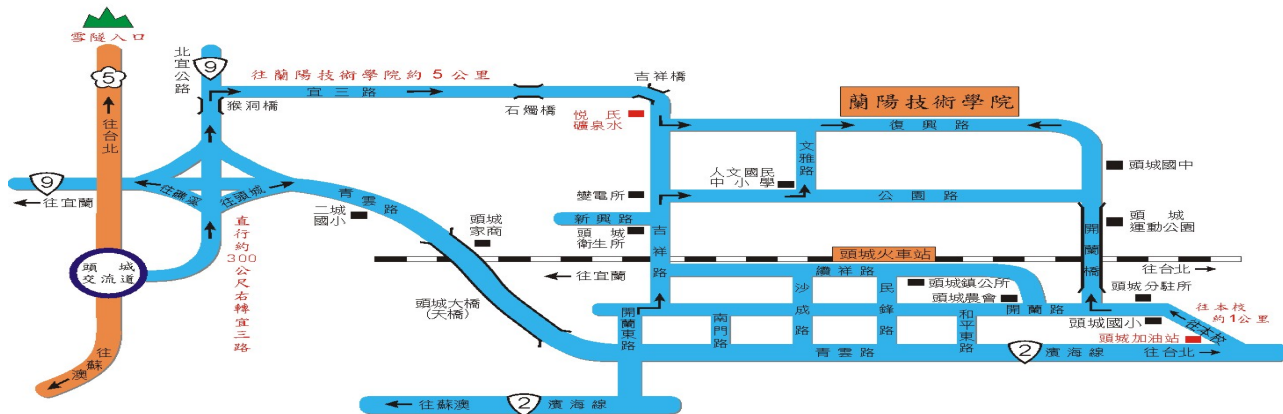 雪隧入口
5
往台北
北宜公路
9
往蘭陽技術學院約 5 公里
宜三路
猴洞橋
石燭橋
吉祥橋
悦氏
礦泉水
蘭陽技術學院
復興路
文雅路
人文國民
中小學
頭城國中
9
往宜蘭
往礁溪
往頭城
青雲路
二城
國小
頭城
家商
變電所
新興路
頭城
衛生所
吉祥路
公園路
頭城
運動公園
開蘭橋
直行約300公尺右轉宜三路
頭城
交流道
往蘇澳
頭城大橋
(天橋)
往宜蘭
頭城火車站
往台北
纘祥路
頭城鎮公所
頭城農會
頭城分駐所
開蘭東路
南門路
沙成路
民鋒路
和平東路
開蘭路
頭城國小
往本校
約1公里
往本校
頭城加油站
青雲路
2
濱海線
往台北
往蘇澳
2
濱海線